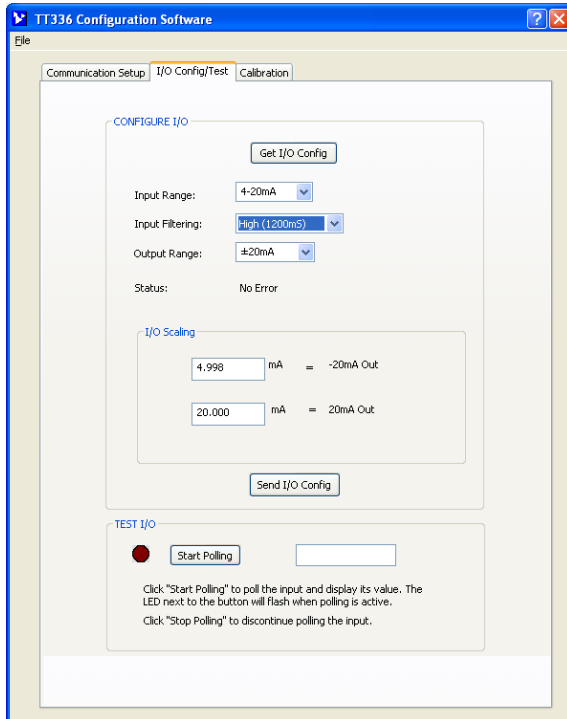 TT336 Configuration Software
File
Communication Setup I/O Config/Test Calibration
CONFIGURE I/O
Get I/O Config
Input Range: 4-20mA
Input Filtering: High (1200mS)
Output Range: ±20mA
Status: No Error
I/O Scaling
4.998 mA = -20mA Out
20.000 mA = 20mA Out
Send I/O Config
TEST I/O
Start Polling
Click "Start Polling" to poll the input and display its value. The
LED next to the button will flash when polling is active.
Click "Stop Polling" to discontinue polling the input.